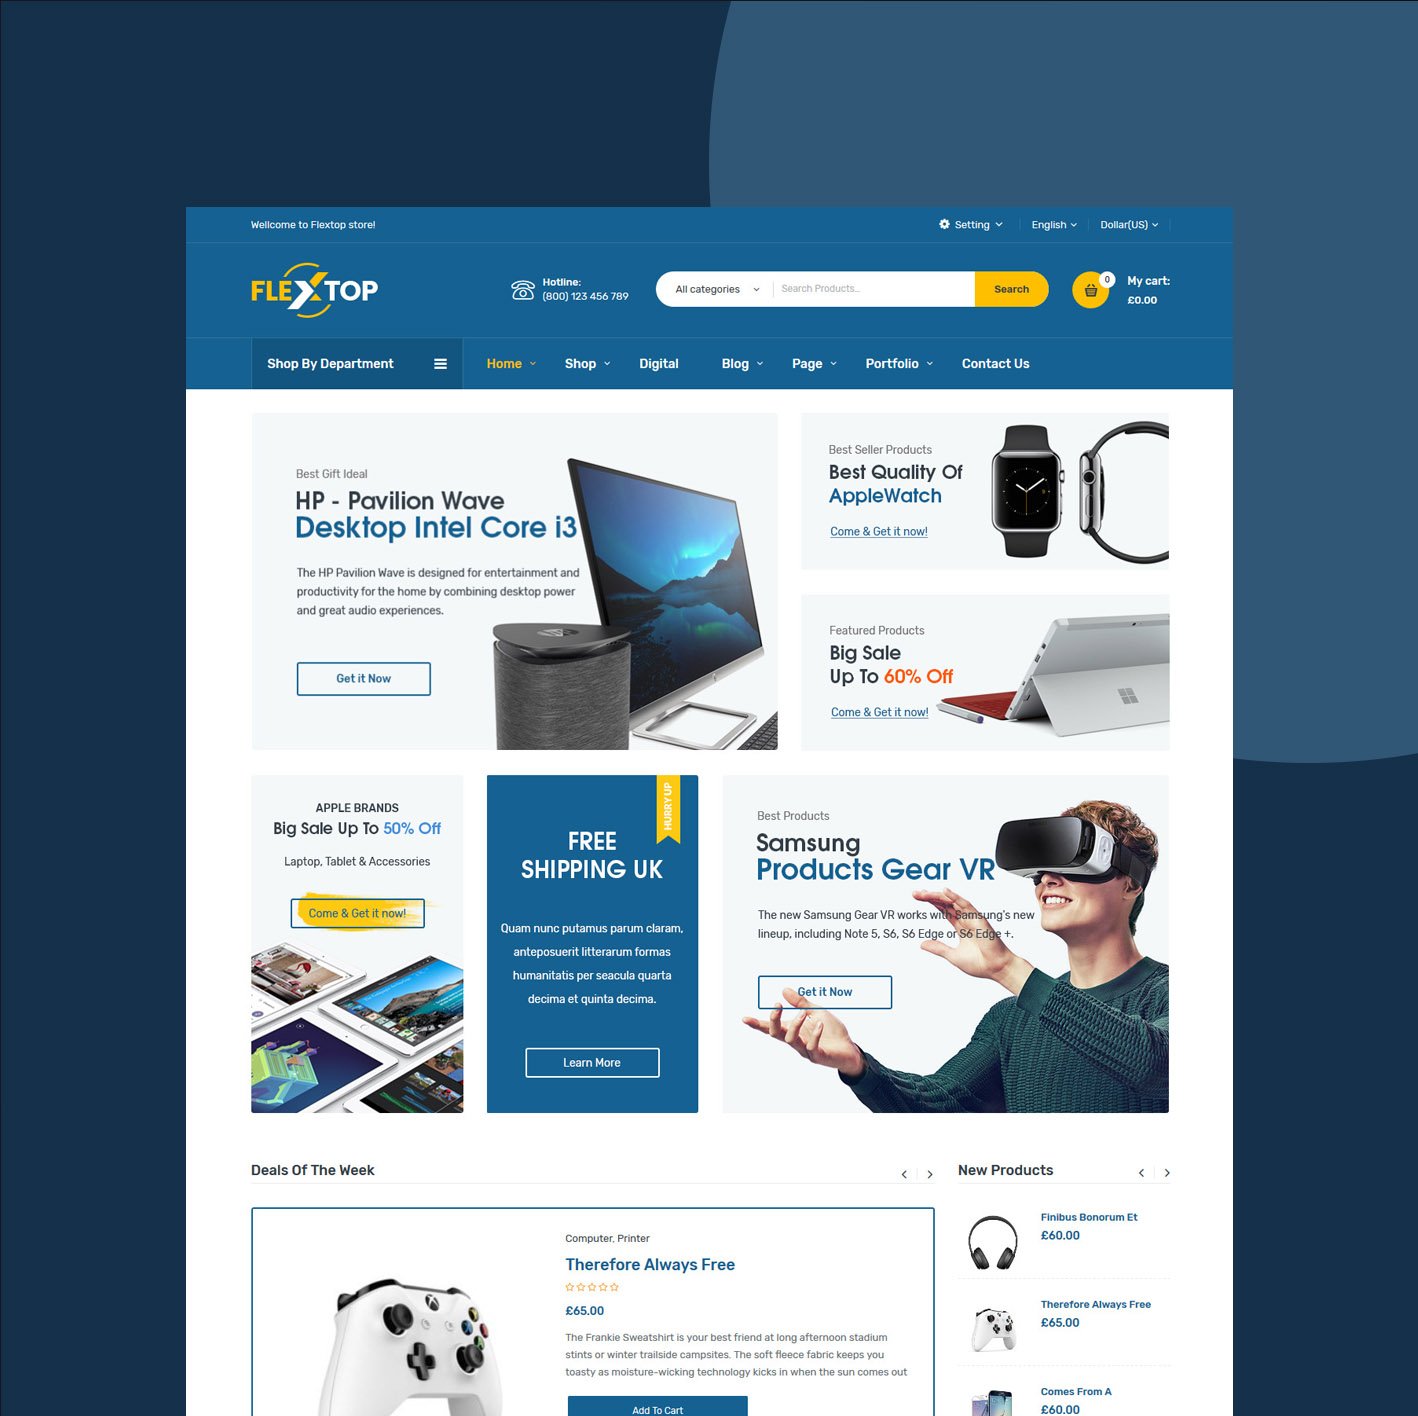 Wellcome to Flextop store!
Setting
English
Dollar(US)
FLEXTOP
Hotline:
(800) 123 456 789
All categories
Search Products...
Search
0
My cart:
£0.00
Shop By Department
Home
Shop
Digital
Blog
Page
Portfolio
Contact Us
Best Gift Ideal
HP - Pavilion Wave
Desktop Intel Core i3
The HP Pavilion Wave is designed for entertainment and
productivity for the home by combining desktop power
and great audio experiences.
Get it Now
Best Seller Products
Best Quality Of
AppleWatch
Come & Get it now!
Featured Products
Big Sale
Up To 60% Off
Come & Get it now!
APPLE BRANDS
Big Sale Up To 50% Off
Laptop, Tablet & Accessories
Come & Get it now!
HURRY UP
FREE
SHIPPING UK
Quam nunc putamus parum claram,
anteposuerit litterarum formas
humanitatis per seacula quarta
decima et quinta decima.
Learn More
Best Products
Samsung
Products Gear VR
The new Samsung Gear VR works with Samsung's new
lineup, including Note 5, S6, S6 Edge or S6 Edge +.
Get it Now
Deals Of The Week
Computer, Printer
Therefore Always Free
£65.00
The Frankie Sweatshirt is your best friend at long afternoon stadium
stints or winter trailside campsites. The soft fleece fabric keeps you
toasty as moisture-wicking technology kicks in when the sun comes out
Add To Cart
New Products
Finibus Bonorum Et
£60.00
Therefore Always Free
£65.00
Comes From A
£60.00